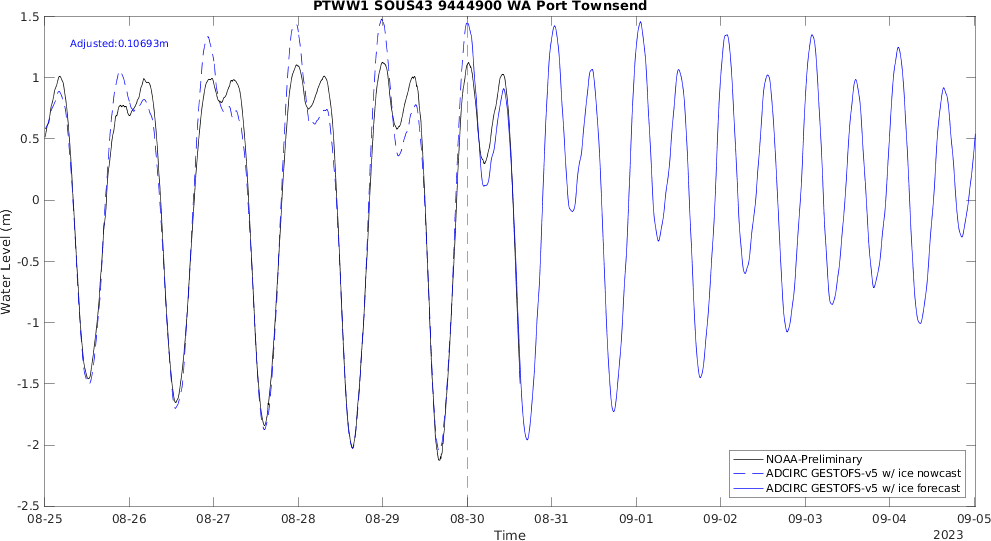 PTWW1 SOUS43 9444900 WA Port Townsend
Adjusted:0.10693m
1.5
1
0.5
0
-0.5
-1
-1.5
-2
-2.5
Water Level (m)
NOAA-Preliminary
ADCIRC GESTOFS-v5 w/ ice nowcast
ADCIRC GESTOFS-v5 w/ ice forecast
08-25 08-26 08-27 08-28 08-29 08-30 08-31 09-01 09-02 09-03 09-04 09-05
Time
2023